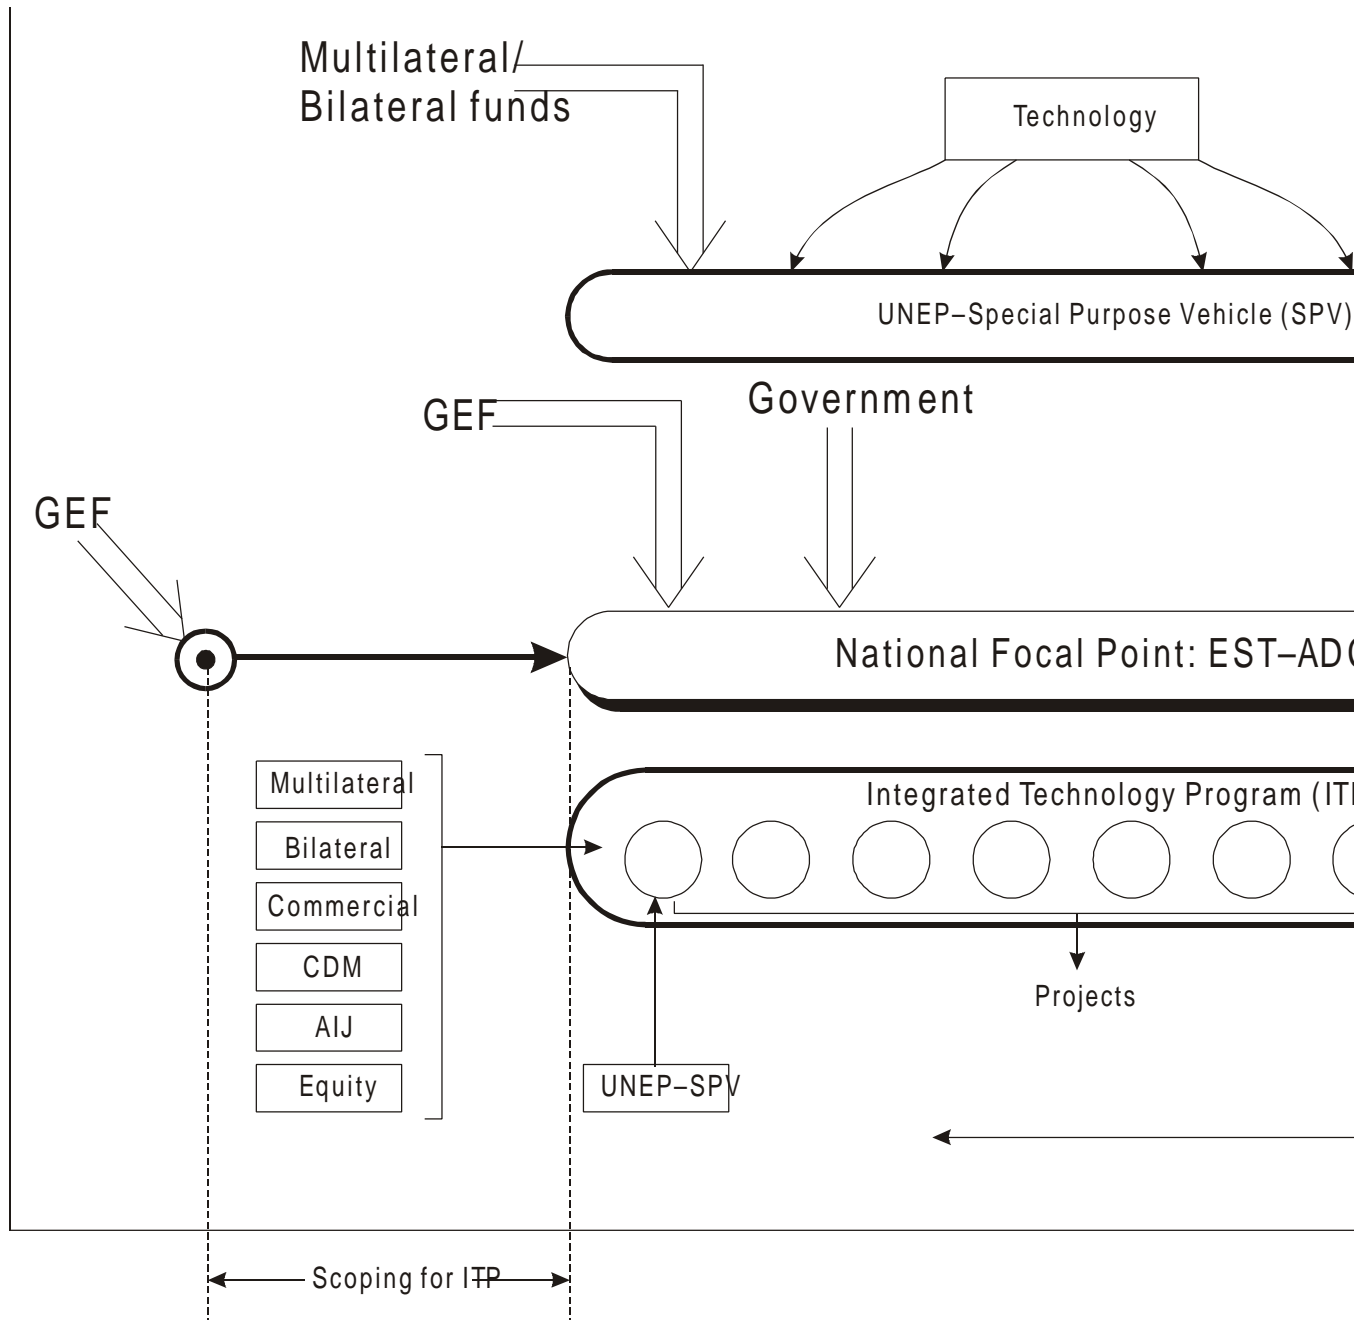 Multilateral/
Bilateral funds
Technology
UNEP–Special Purpose Vehicle (SPV)
GEF
Government
GEF
National Focal Point: EST–AD
Integrated Technology Program (IT
Multilateral
Bilateral
Commercial
CDM
AIJ
Equity
Projects
UNEP–SPV
Scoping for ITP